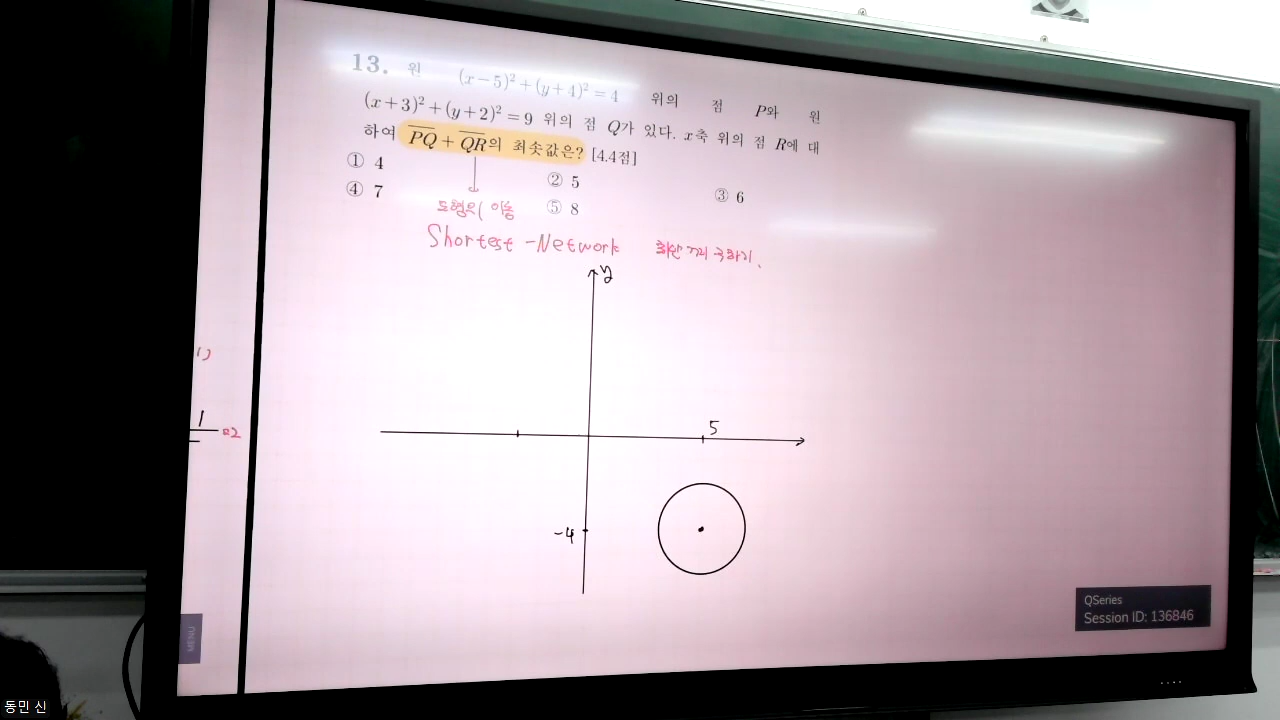 13. 원 (x-5)²+(y+4)²=4 위의 점 P와 원
(x+3)²+(y+2)²=9 위의 점 Q가 있다. x축 위의 점 R에 대
하여 PQ+QR의 최솟값은? [4.4점]
① 4 ② 5 ③ 6
④ 7 ⑤ 8
도형의 이동
Shortest-Network 최단 구하기.
y
1)
5
1
=2
-4
QSeries
Session ID: 136846
MENU
동민 신